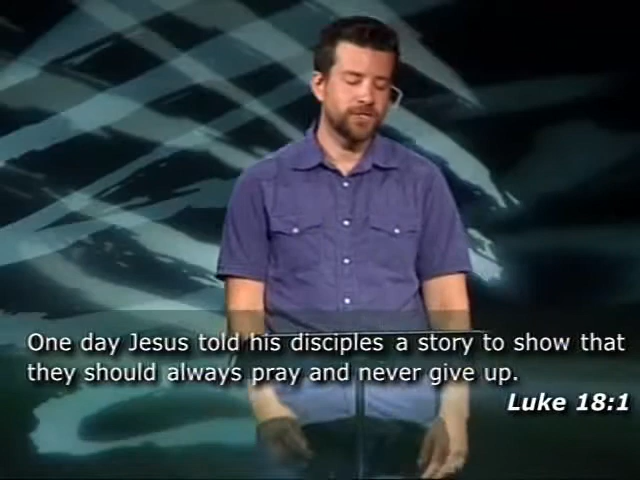 One day Jesus told his disciples a story to show that
they should always pray and never give up.
Luke 18:1